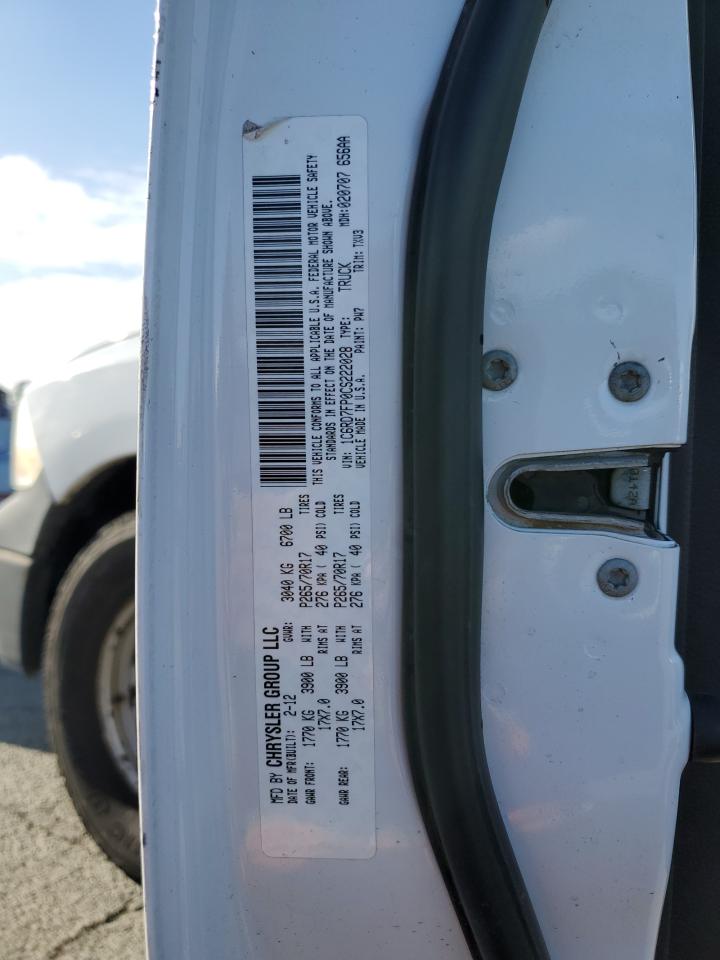 MFD BY CHRYSLER GROUP LLC
DATE OF MFR(BUILT): 2-12 GVWR: 3040 KG 6700 LB
GAWR FRONT: 1770 KG 3900 LB WITH P265/70R17 TIRES
17X7.0 RIMS AT 276 KPA ( 40 PSI) COLD
GAWR REAR: 1770 KG 3900 LB WITH P265/70R17 TIRES
17X7.0 RIMS AT 276 KPA ( 40 PSI) COLD
THIS VEHICLE CONFORMS TO ALL APPLICABLE U.S.A. FEDERAL MOTOR VEHICLE SAFETY
STANDARDS IN EFFECT ON THE DATE OF MANUFACTURE SHOWN ABOVE.
VIN: 1C6RD7FP0CS222028 TYPE: TRUCK MDH:020707 656AA
VEHICLE MADE IN U.S.A. PAINT: PW7 TRIM: TXV3